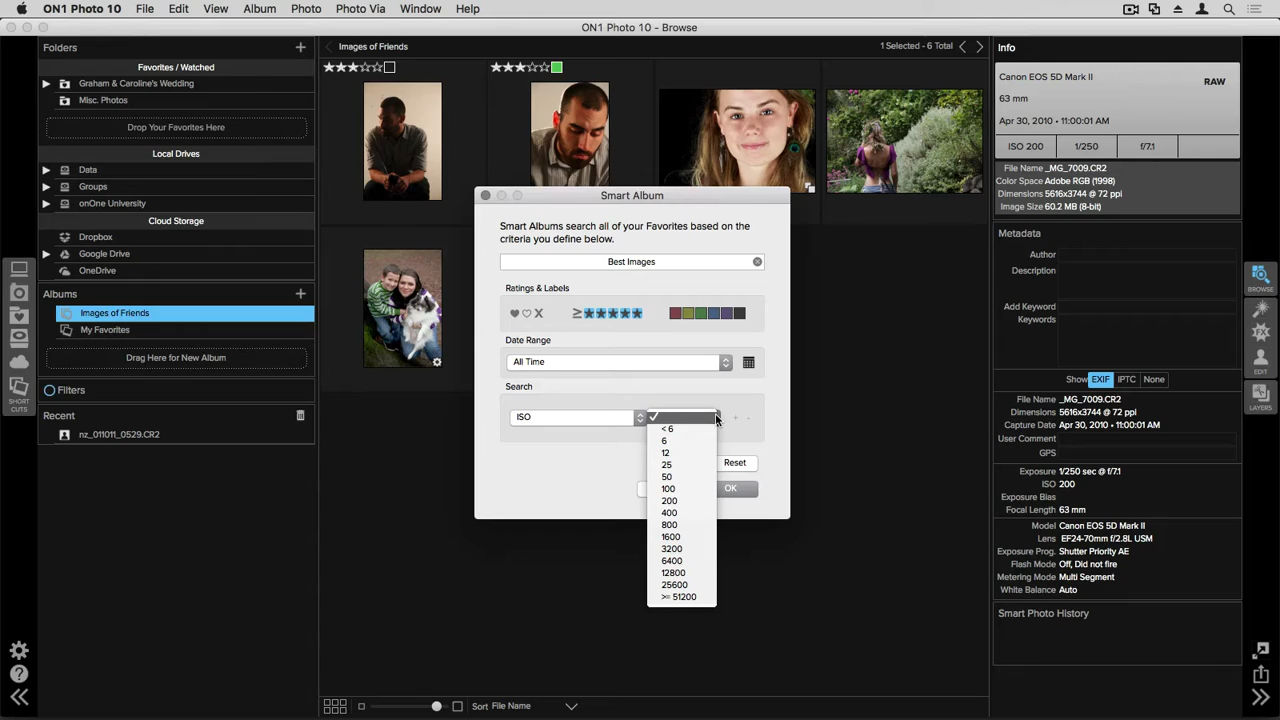 ON1 Photo 10 File Edit View Album Photo Photo Via Window Help
ON1 Photo 10 - Browse
Folders
Favorites / Watched
Graham & Caroline's Wedding
Misc. Photos
Drop Your Favorites Here
Local Drives
Data
Groups
onOne University
Cloud Storage
Dropbox
Google Drive
OneDrive
Albums
Images of Friends
My Favorites
Drag Here for New Album
Filters
Recent
nz_011011_0529.CR2
SHORT
CUTS
Images of Friends
1 Selected - 6 Total
Smart Album
Smart Albums search all of your Favorites based on the
criteria you define below.
Best Images
Ratings & Labels
Date Range
All Time
Search
ISO
< 6
6
12
25
50
100
200
400
800
1600
3200
6400
12800
25600
>= 51200
Reset
OK
Sort File Name
Info
Canon EOS 5D Mark II
RAW
63 mm
Apr 30, 2010 • 11:00:01 AM
ISO 200 1/250 f/7.1
File Name _MG_7009.CR2
Color Space Adobe RGB (1998)
Dimensions 5616x3744 @ 72 ppi
Image Size 60.2 MB (8-bit)
Metadata
Author
Description
Add Keyword
Keywords
Show EXIF IPTC None
File Name _MG_7009.CR2
Dimensions 5616x3744 @ 72 ppi
Capture Date Apr 30, 2010 • 11:00:01 AM
User Comment
GPS
Exposure 1/250 sec @ f/7.1
ISO 200
Exposure Bias
Focal Length 63 mm
Model Canon EOS 5D Mark II
Lens EF24-70mm f/2.8L USM
Exposure Prog. Shutter Priority AE
Flash Mode Off, Did not fire
Metering Mode Multi Segment
White Balance Auto
Smart Photo History
BROWSE
FX
EDIT
LAYERS